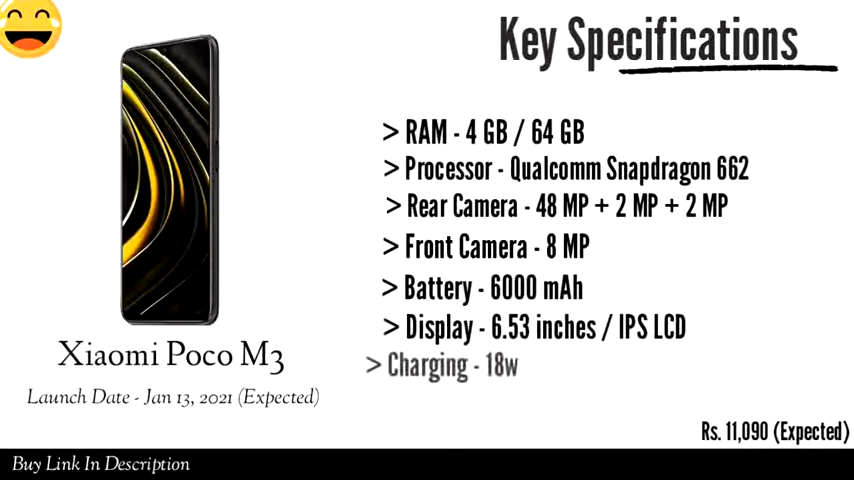 Key Specifications
> RAM - 4 GB / 64 GB
> Processor - Qualcomm Snapdragon 662
> Rear Camera - 48 MP + 2 MP + 2 MP
> Front Camera - 8 MP
> Battery - 6000 mAh
> Display - 6.53 inches / IPS LCD
> Charging - 18w
Xiaomi Poco M3
Launch Date - Jan 13, 2021 (Expected)
Rs. 11,090 (Expected)
Buy Link In Description